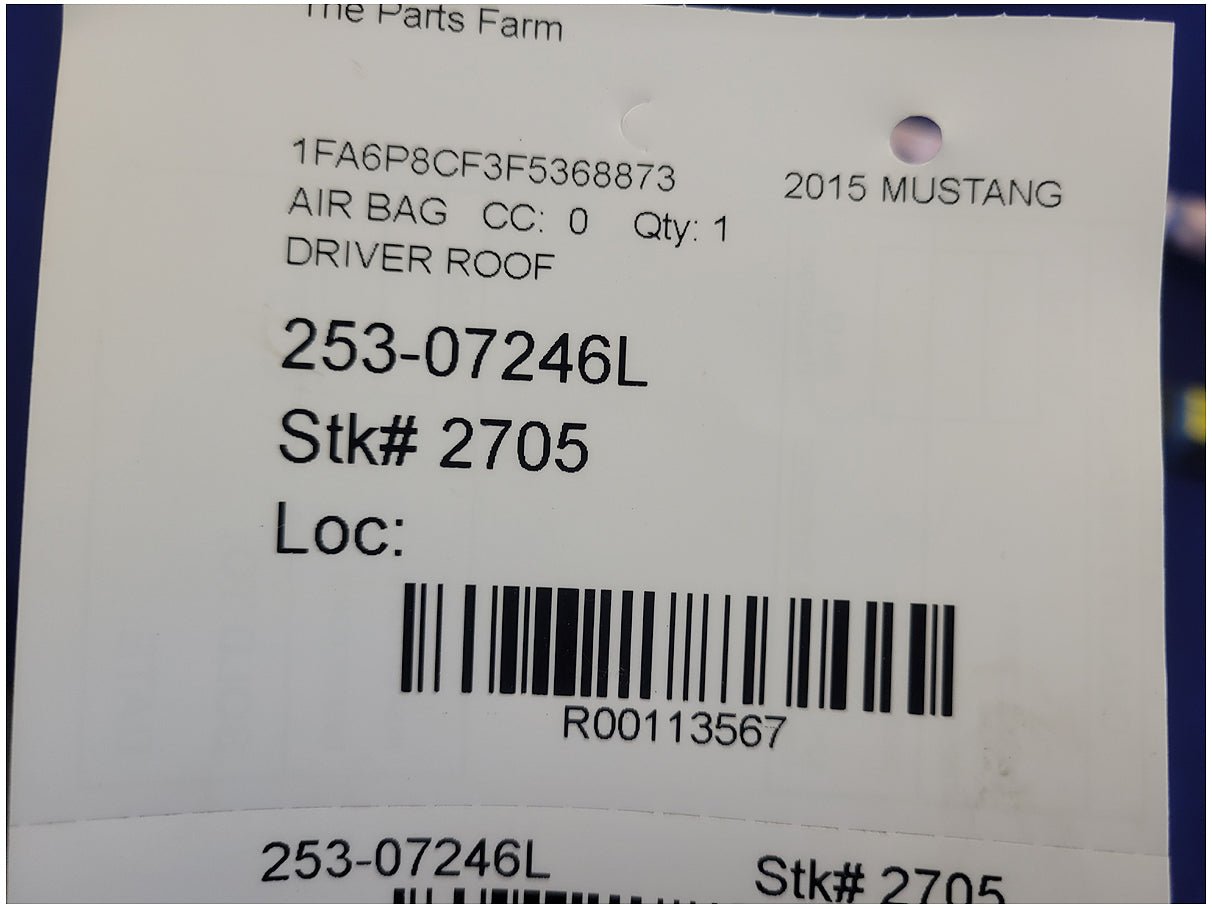 The Parts Farm
1FA6P8CF3F5368873 2015 MUSTANG
AIR BAG CC: 0 Qty: 1
DRIVER ROOF
253-07246L
Stk# 2705
Loc:
R00113567
253-07246L Stk# 2705